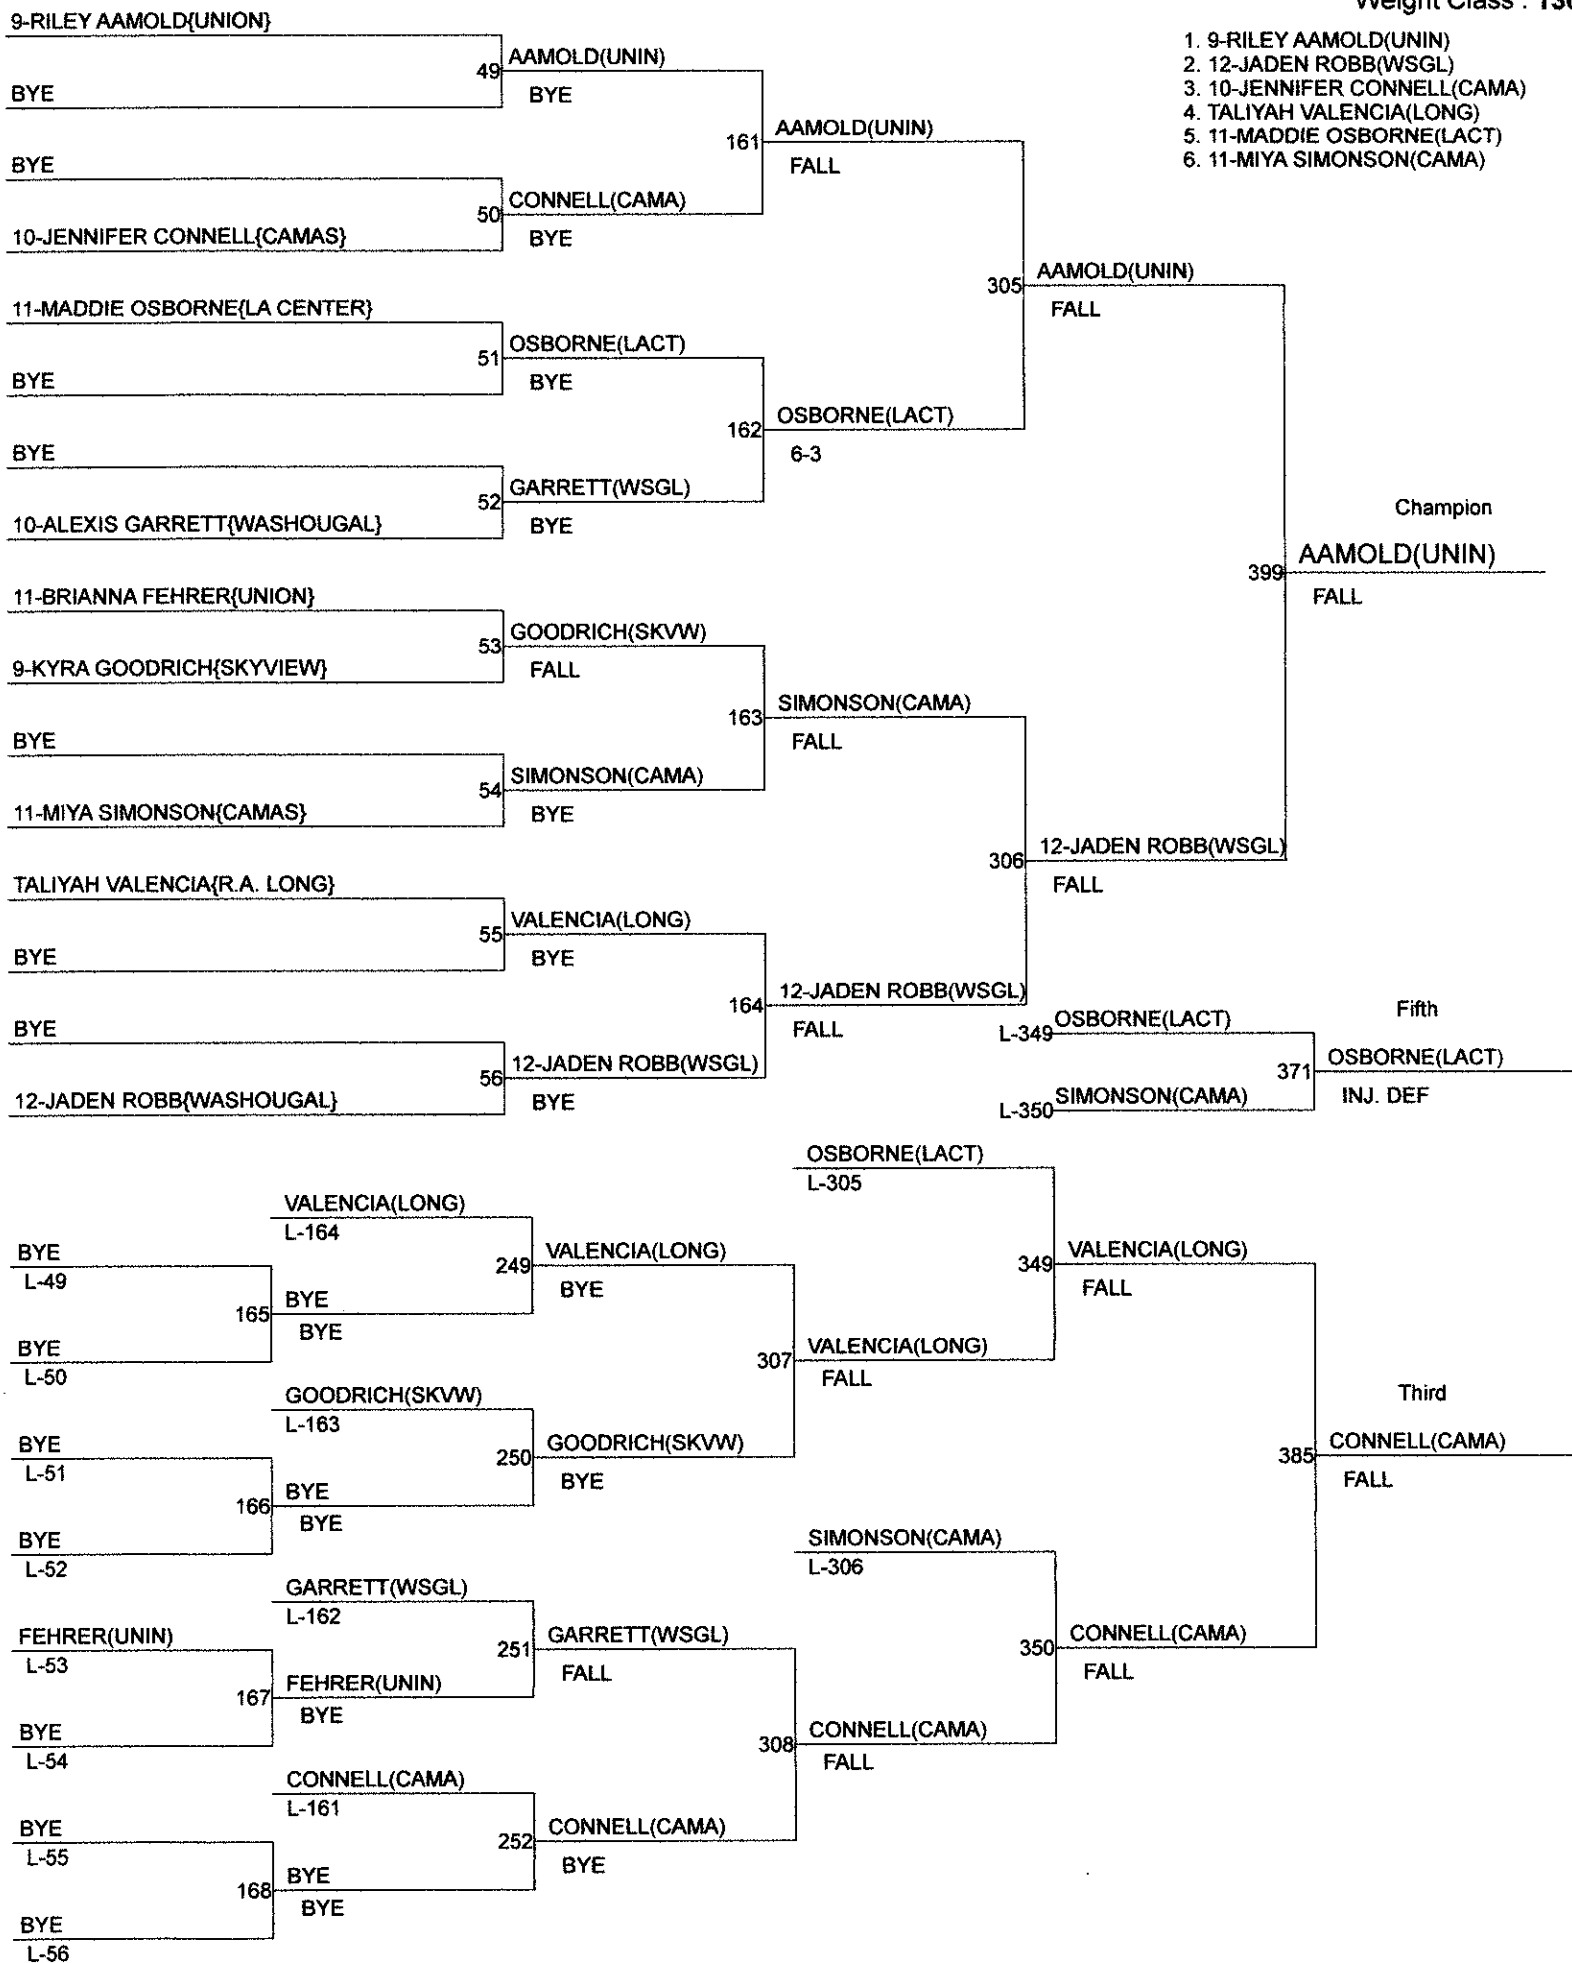 Weight Class : 130
1. 9-RILEY AAMOLD(UNIN)
2. 12-JADEN ROBB(WSGL)
3. 10-JENNIFER CONNELL(CAMA)
4. TALIYAH VALENCIA(LONG)
5. 11-MADDIE OSBORNE(LACT)
6. 11-MIYA SIMONSON(CAMA)
9-RILEY AAMOLD{UNION}
49
AAMOLD(UNIN)
BYE
BYE
161
AAMOLD(UNIN)
FALL
BYE
50
CONNELL(CAMA)
BYE
10-JENNIFER CONNELL{CAMAS}
305
AAMOLD(UNIN)
FALL
11-MADDIE OSBORNE{LA CENTER}
51
OSBORNE(LACT)
BYE
BYE
162
OSBORNE(LACT)
6-3
BYE
52
GARRETT(WSGL)
BYE
10-ALEXIS GARRETT{WASHOUGAL}
Champion
399
AAMOLD(UNIN)
FALL
11-BRIANNA FEHRER{UNION}
53
GOODRICH(SKVW)
FALL
9-KYRA GOODRICH{SKYVIEW}
163
SIMONSON(CAMA)
FALL
BYE
54
SIMONSON(CAMA)
BYE
11-MIYA SIMONSON{CAMAS}
306
12-JADEN ROBB(WSGL)
FALL
TALIYAH VALENCIA{R.A. LONG}
55
VALENCIA(LONG)
BYE
BYE
164
12-JADEN ROBB(WSGL)
FALL
BYE
56
12-JADEN ROBB(WSGL)
BYE
12-JADEN ROBB{WASHOUGAL}
Fifth
L-349
OSBORNE(LACT)
371
OSBORNE(LACT)
INJ. DEF
L-350
SIMONSON(CAMA)
OSBORNE(LACT)
L-305
VALENCIA(LONG)
L-164
BYE
L-49
249
VALENCIA(LONG)
BYE
349
VALENCIA(LONG)
FALL
165
BYE
BYE
BYE
L-50
307
VALENCIA(LONG)
FALL
GOODRICH(SKVW)
L-163
Third
BYE
L-51
250
GOODRICH(SKVW)
BYE
385
CONNELL(CAMA)
FALL
166
BYE
BYE
BYE
L-52
SIMONSON(CAMA)
L-306
GARRETT(WSGL)
L-162
FEHRER(UNIN)
L-53
251
GARRETT(WSGL)
FALL
350
CONNELL(CAMA)
FALL
167
FEHRER(UNIN)
BYE
BYE
L-54
308
CONNELL(CAMA)
FALL
CONNELL(CAMA)
L-161
BYE
L-55
252
CONNELL(CAMA)
BYE
168
BYE
BYE
BYE
L-56